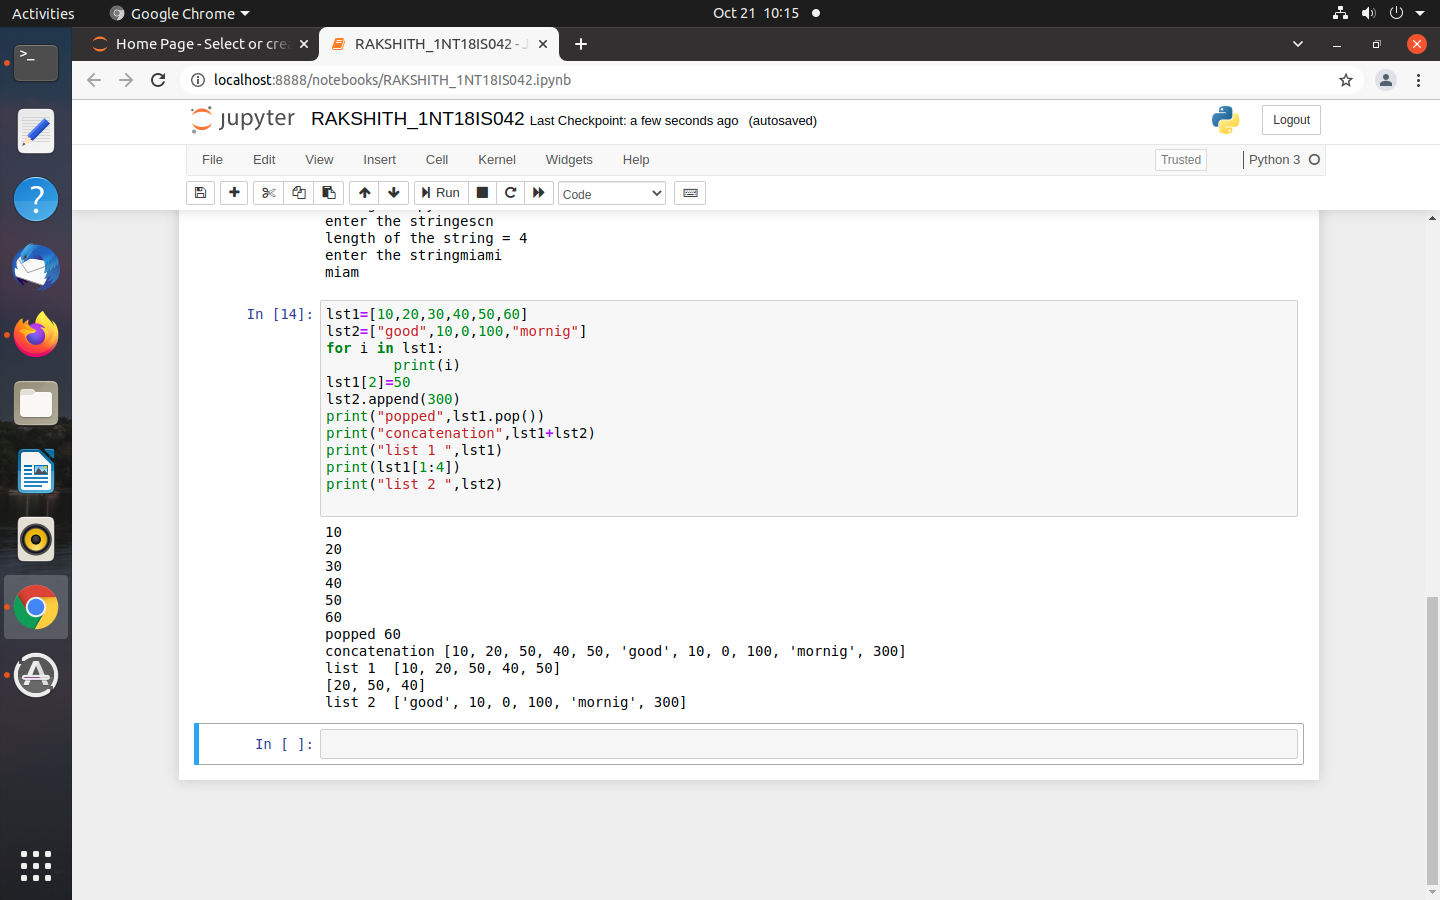 Activities
Google Chrome
Oct 21 10:15
Home Page - Select or cre
RAKSHITH_1NT18IS042 - J
localhost:8888/notebooks/RAKSHITH_1NT18IS042.ipynb
jupyter
RAKSHITH_1NT18IS042 Last Checkpoint: a few seconds ago (autosaved)
Logout
File Edit View Insert Cell Kernel Widgets Help
Trusted
Python 3
Run
Code
enter the stringescn
length of the string = 4
enter the stringmiami
miam
In [14]:
lst1=[10,20,30,40,50,60]
lst2=["good",10,0,100,"mornig"]
for i in lst1:
        print(i)
lst1[2]=50
lst2.append(300)
print("popped",lst1.pop())
print("concatenation",lst1+lst2)
print("list 1 ",lst1)
print(lst1[1:4])
print("list 2 ",lst2)
10
20
30
40
50
60
popped 60
concatenation [10, 20, 50, 40, 50, 'good', 10, 0, 100, 'mornig', 300]
list 1  [10, 20, 50, 40, 50]
[20, 50, 40]
list 2  ['good', 10, 0, 100, 'mornig', 300]
In [ ]: